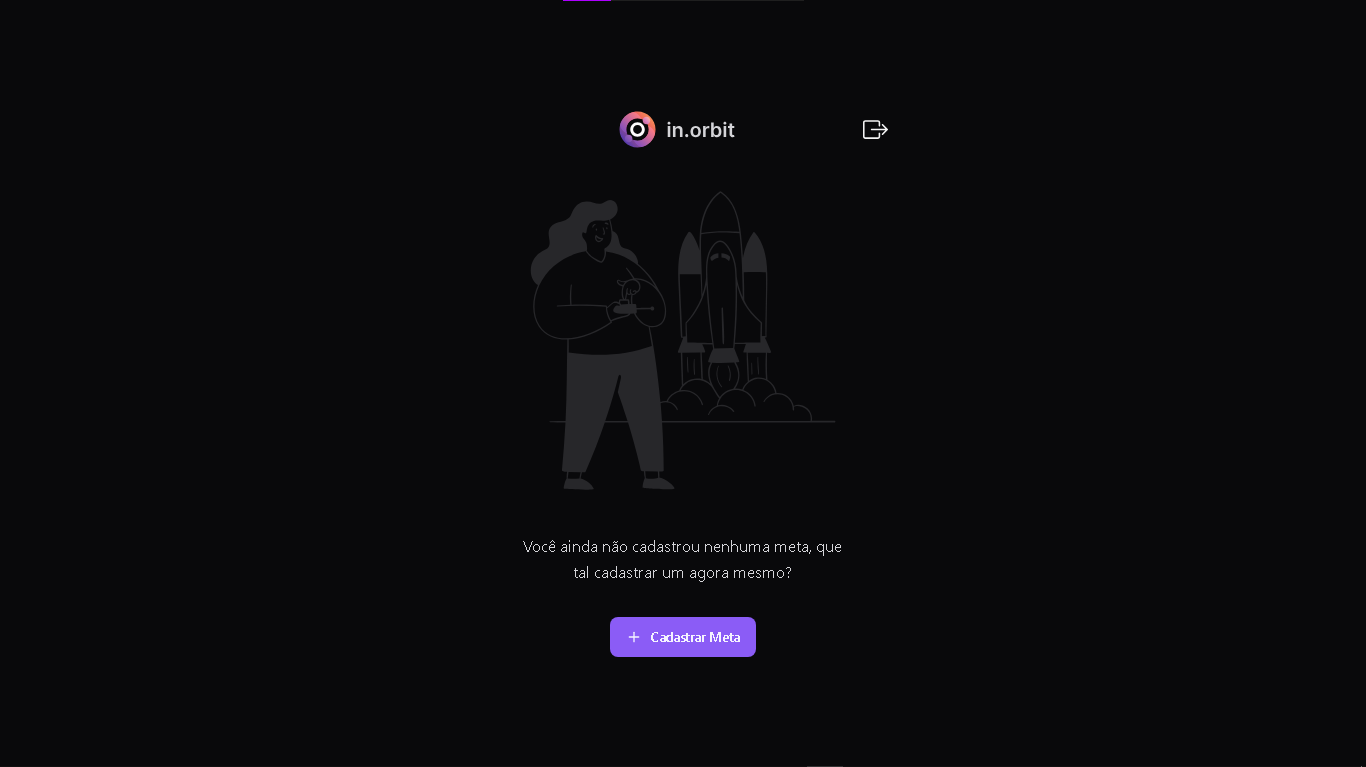 in.orbit
Você ainda não cadastrou nenhuma meta, que
tal cadastrar um agora mesmo?
Cadastrar Meta